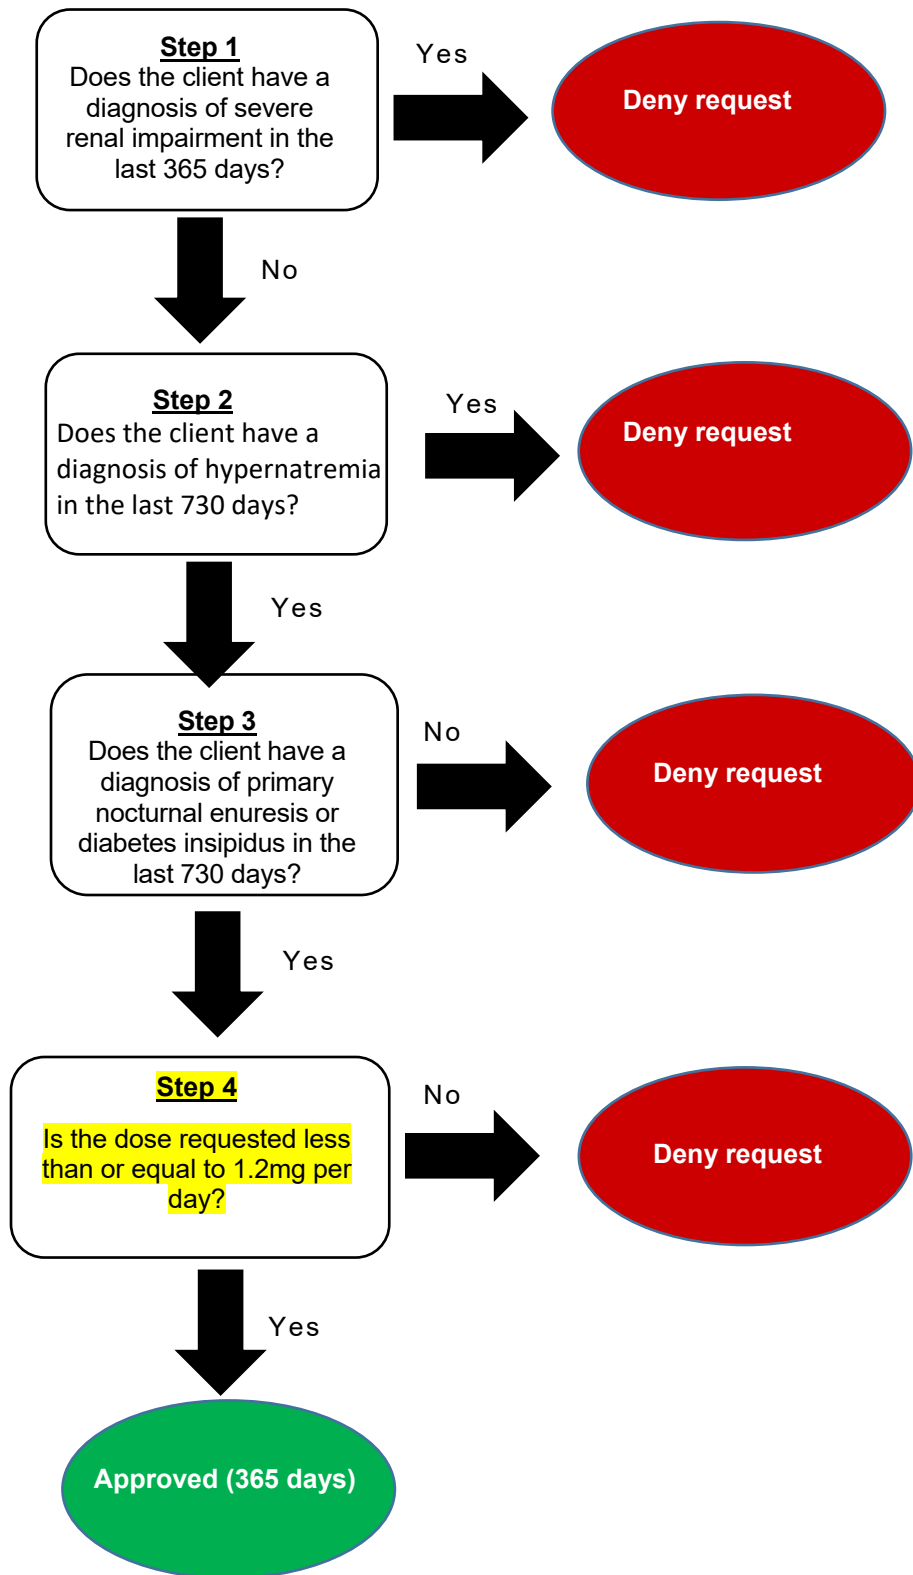 Step 1
Does the client have a
diagnosis of severe
renal impairment in the
last 365 days?
Yes
Deny request
No
Step 2
Does the client have a
diagnosis of hypernatremia
in the last 730 days?
Yes
Deny request
Yes
Step 3
Does the client have a
diagnosis of primary
nocturnal enuresis or
diabetes insipidus in the
last 730 days?
No
Deny request
Yes
Step 4
Is the dose requested less
than or equal to 1.2mg per
day?
No
Deny request
Yes
Approved (365 days)